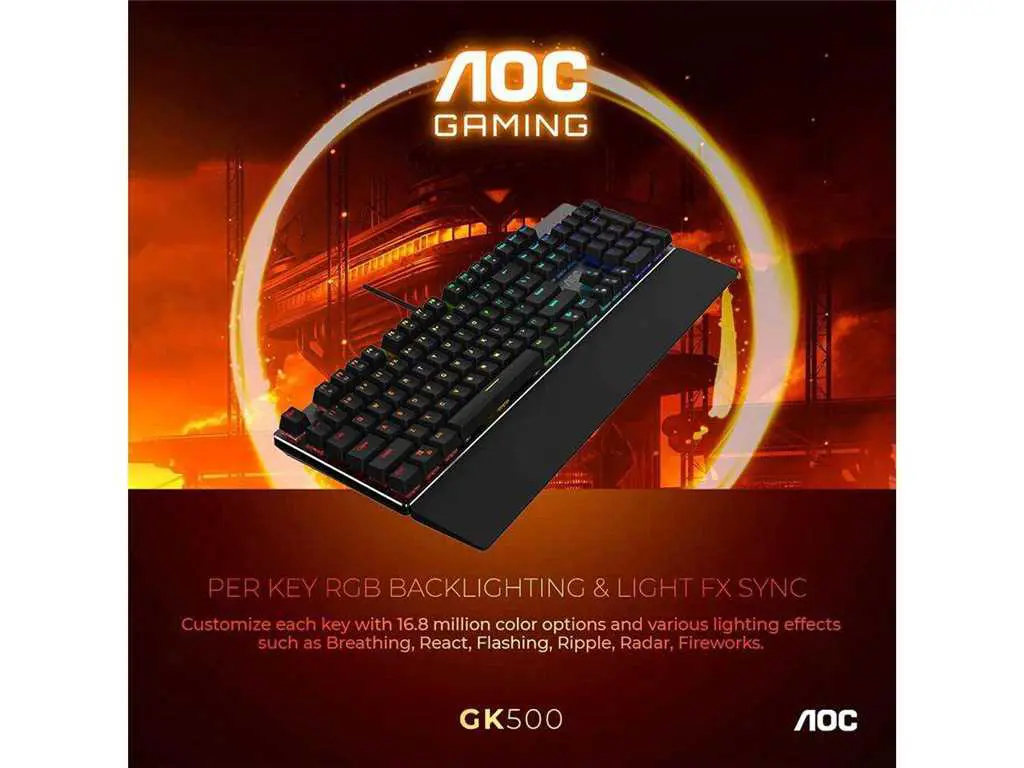 AOC
GAMING
PER KEY RGB BACKLIGHTING & LIGHT FX SYNC
Customize each key with 16.8 million color options and various lighting effects
such as Breathing, React, Flashing, Ripple, Radar, Fireworks.
GK500
AOC